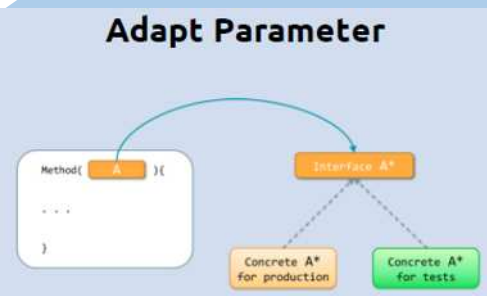 Adapt Parameter
Method( A ){
. . .
}
Interface A*
Concrete A*
for production
Concrete A*
for tests